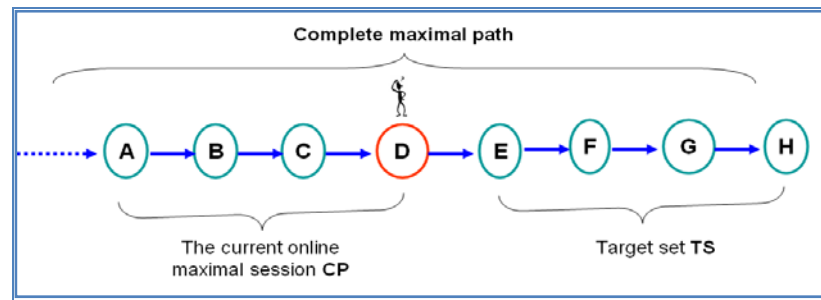 Complete maximal path
A B C D E F G H
The current online
maximal session CP
Target set TS